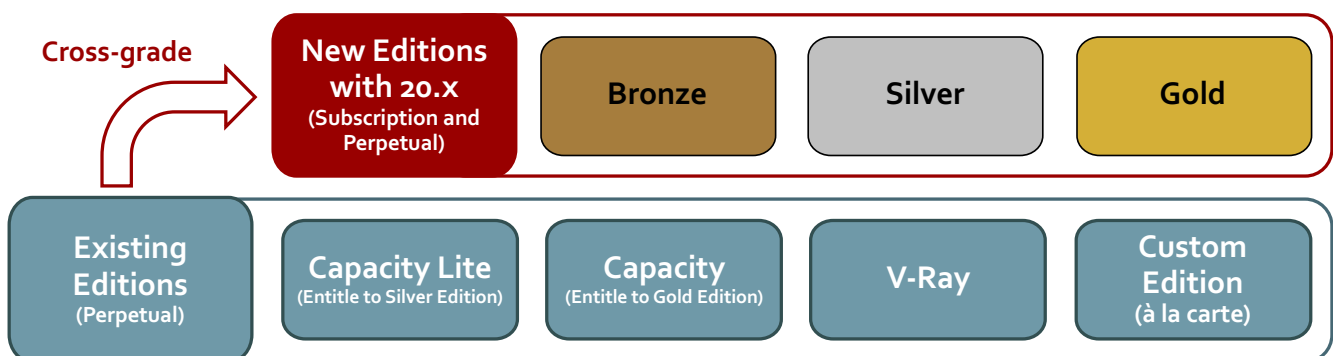 Cross-grade
New Editions
with 20.x
(Subscription and
Perpetual)
Bronze
Silver
Gold
Existing
Editions
(Perpetual)
Capacity Lite
(Entitle to Silver Edition)
Capacity
(Entitle to Gold Edition)
V-Ray
Custom
Edition
(à la carte)